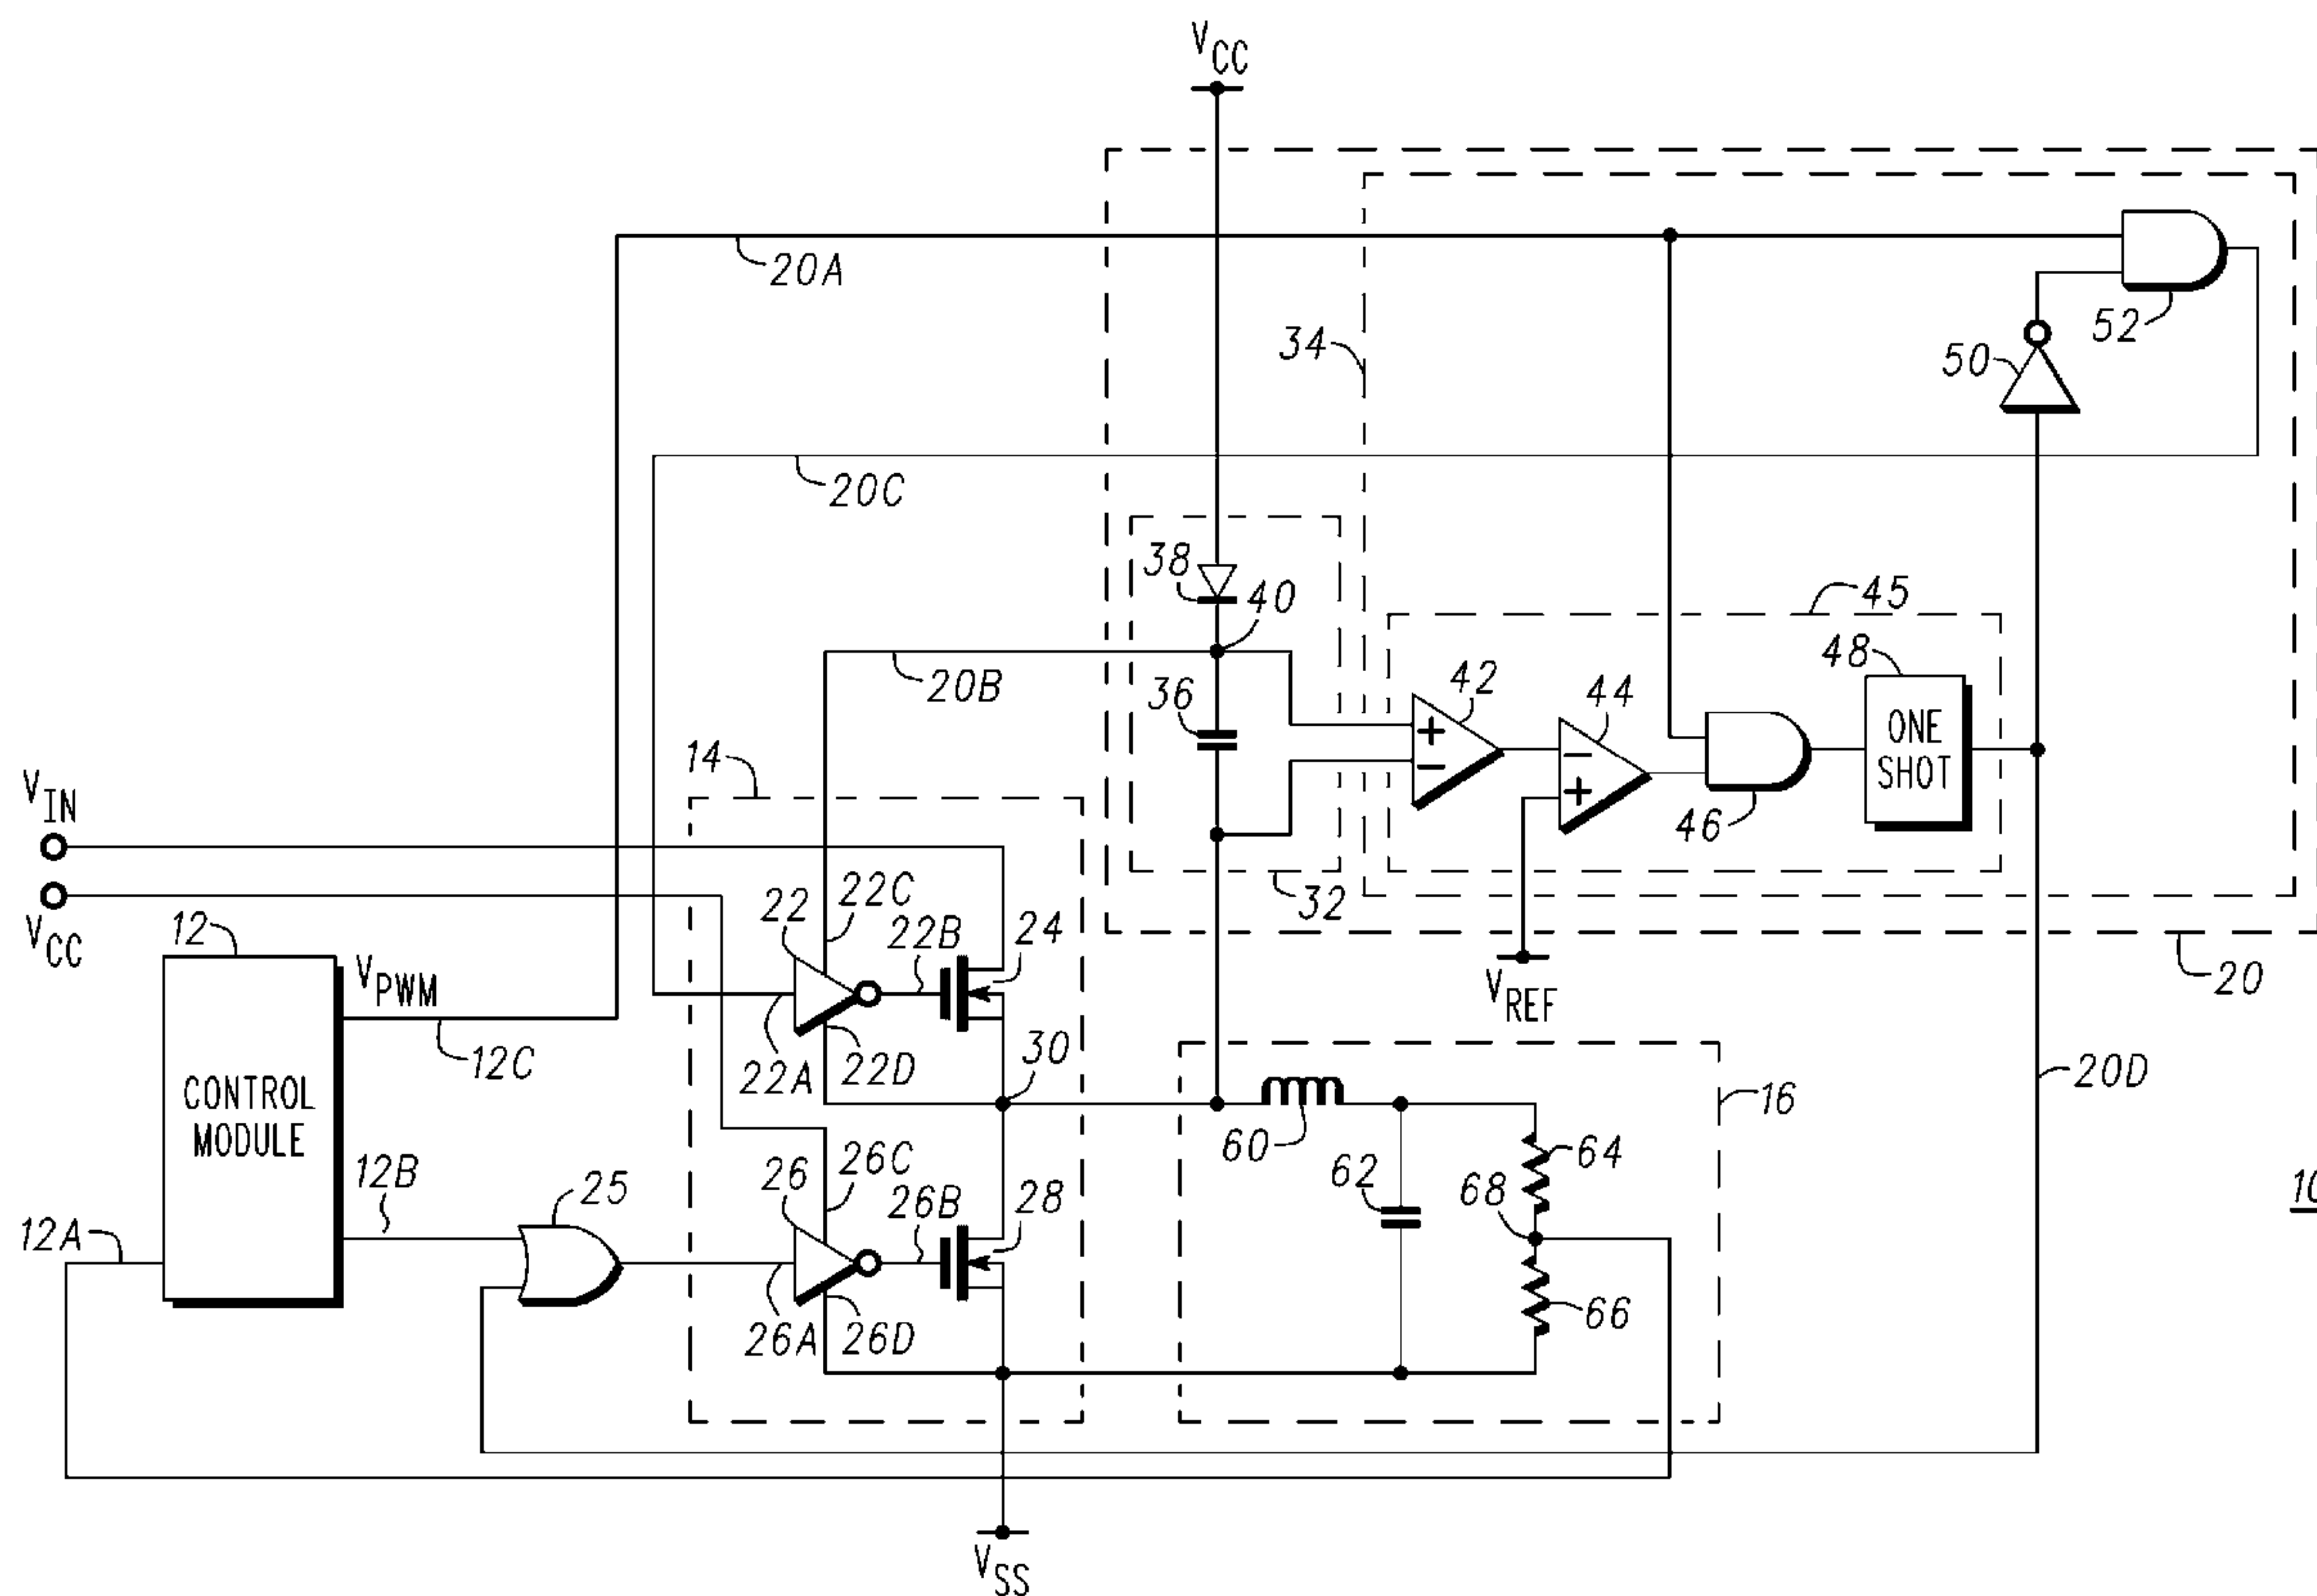 VCC
20A
52
34
50
20C
38
40
45
48
20B
36
42
44
ONE
SHOT
14
46
VIN
VCC
22C
22
22B
24
32
12
VPWM
VREF
20
12C
22A
22D
30
CONTROL
MODULE
20D
16
60
64
12B
25
26
26C
26B
28
62
68
12A
10
66
26A
26D
VSS